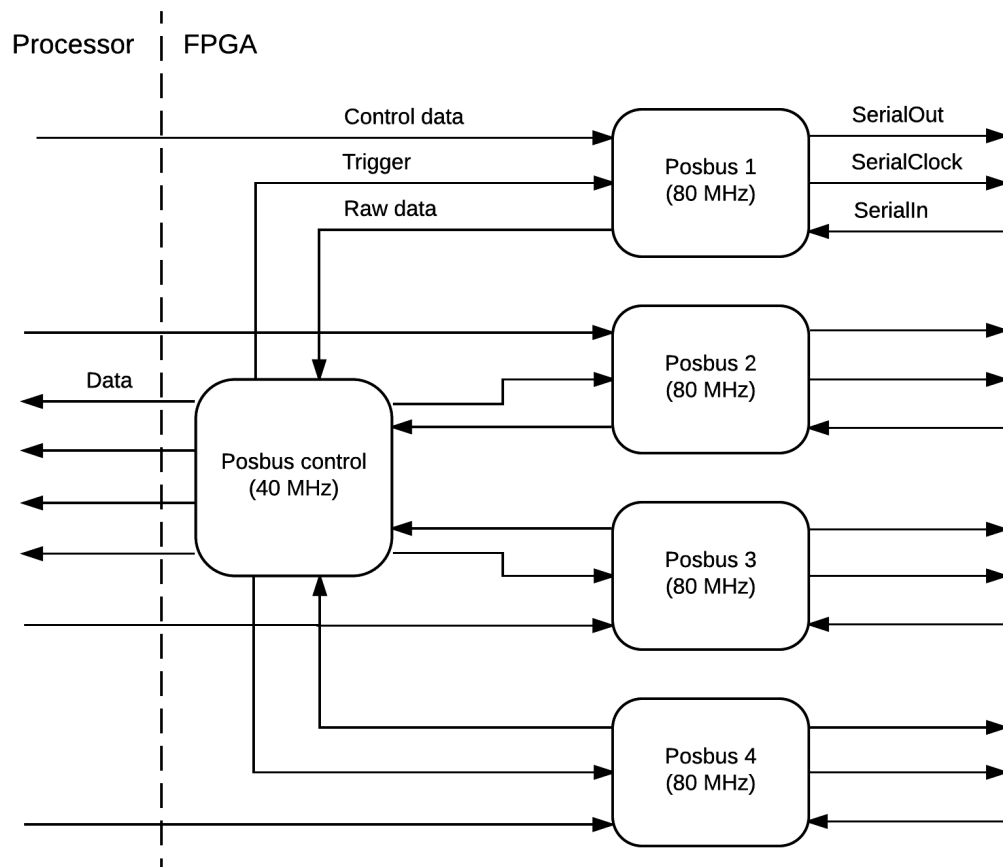 Processor
FPGA
Control data
SerialOut
Trigger
Posbus 1
(80 MHz)
SerialClock
Raw data
SerialIn
Posbus 2
(80 MHz)
Data
Posbus control
(40 MHz)
Posbus 3
(80 MHz)
Posbus 4
(80 MHz)